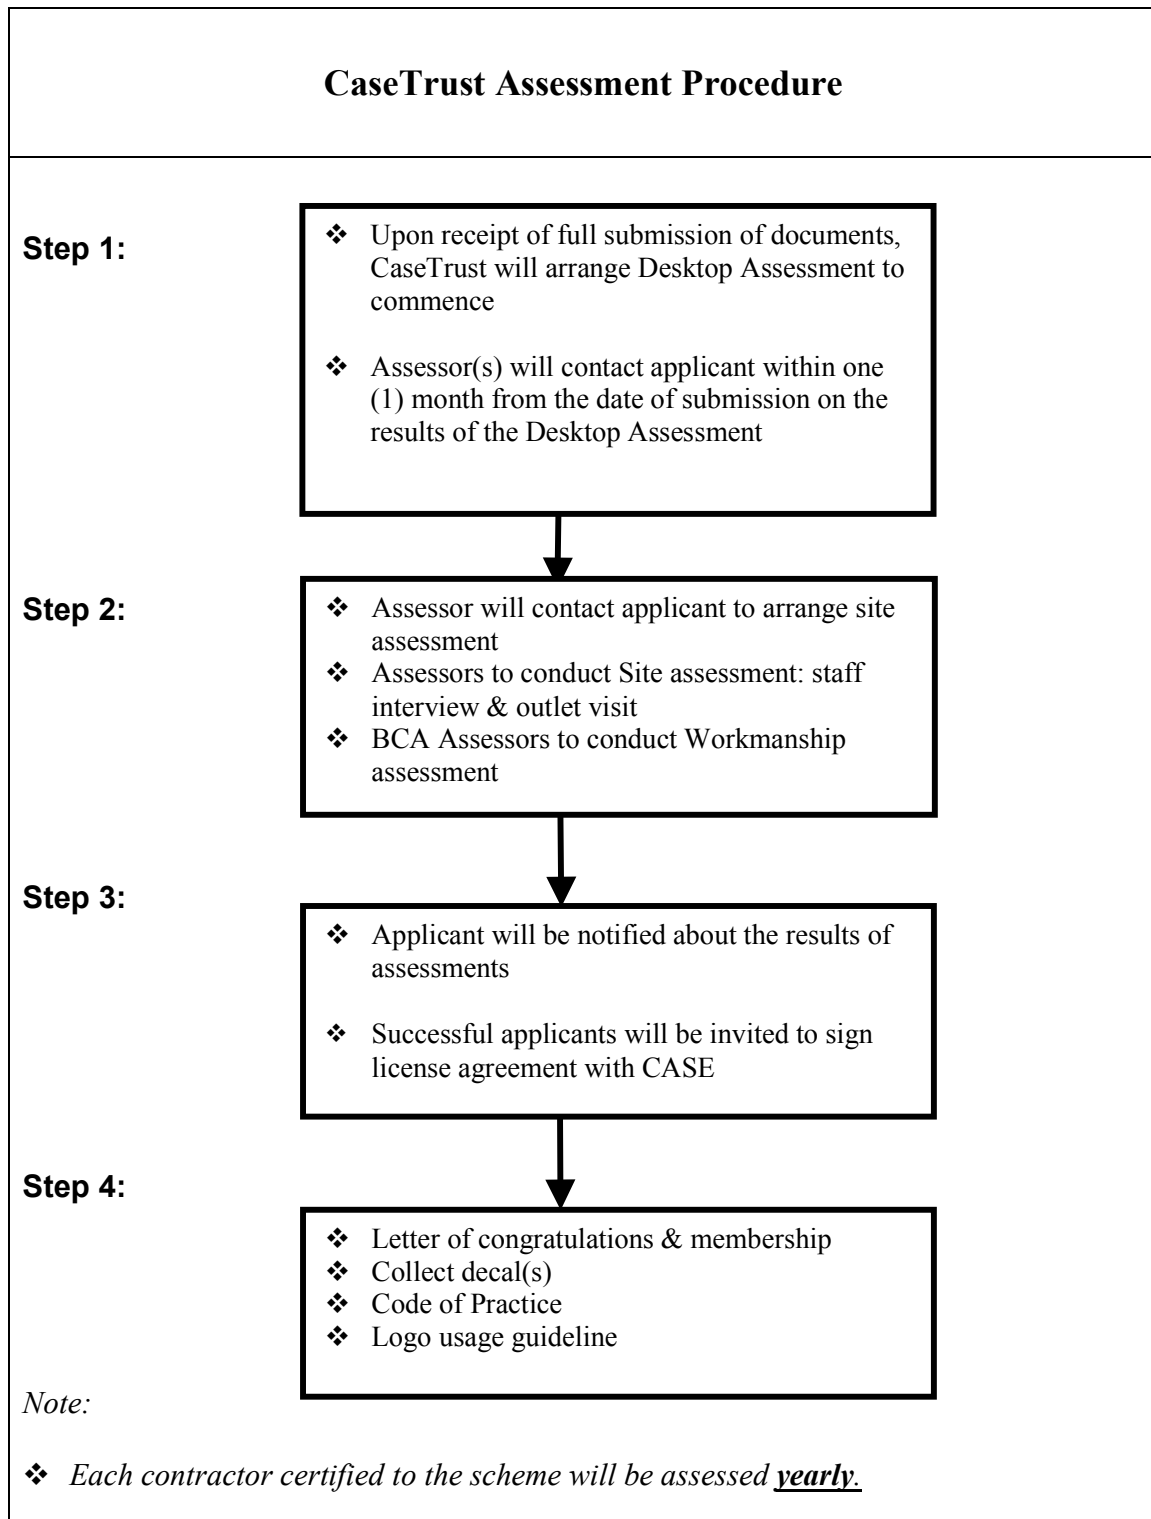 CaseTrust Assessment Procedure
Step 1:
❖ Upon receipt of full submission of documents,
CaseTrust will arrange Desktop Assessment to
commence
❖ Assessor(s) will contact applicant within one
(1) month from the date of submission on the
results of the Desktop Assessment
Step 2:
❖ Assessor will contact applicant to arrange site
assessment
❖ Assessors to conduct Site assessment: staff
interview & outlet visit
❖ BCA Assessors to conduct Workmanship
assessment
Step 3:
❖ Applicant will be notified about the results of
assessments
❖ Successful applicants will be invited to sign
license agreement with CASE
Step 4:
❖ Letter of congratulations & membership
❖ Collect decal(s)
❖ Code of Practice
❖ Logo usage guideline
Note:
❖ Each contractor certified to the scheme will be assessed yearly.